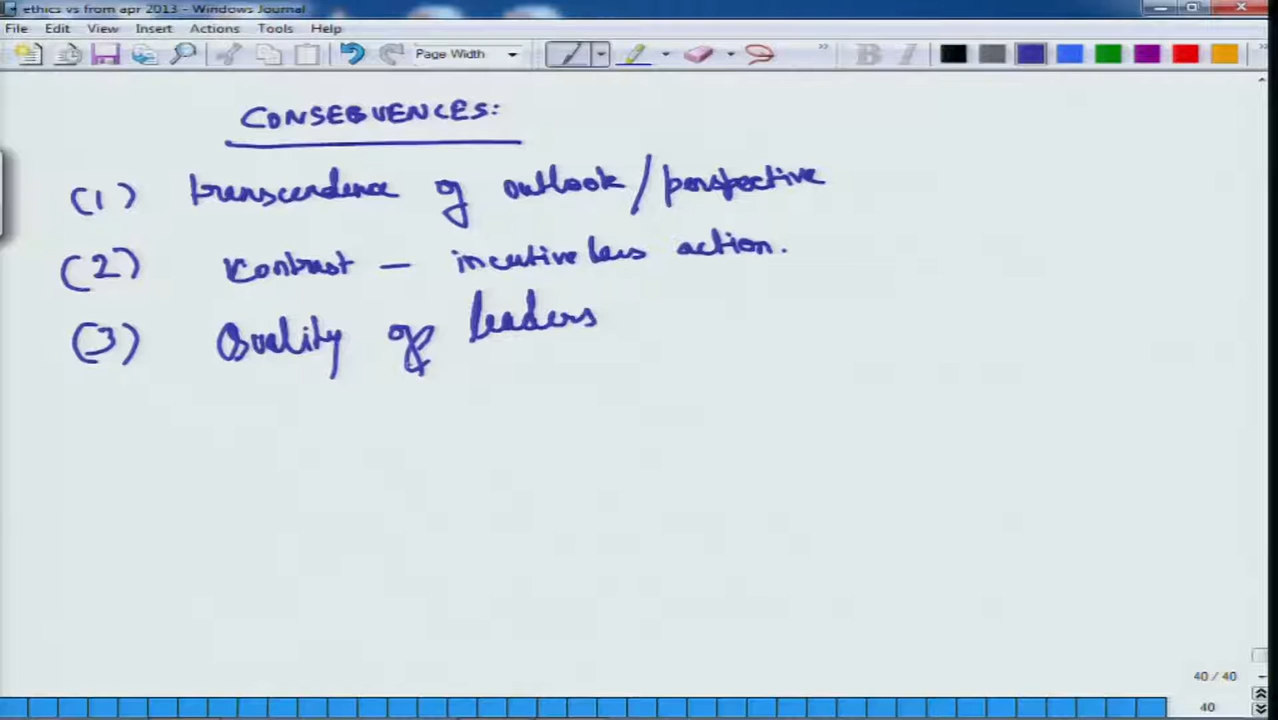 ethics vs from apr 2013 - Windows Journal
File Edit View Insert Actions Tools Help
Page Width
B I
CONSEQUENCES:
(1) transcendence of outlook/perspective
(2) Contrast - incentiveless action.
(3) Quality of leaders
40 / 40
40